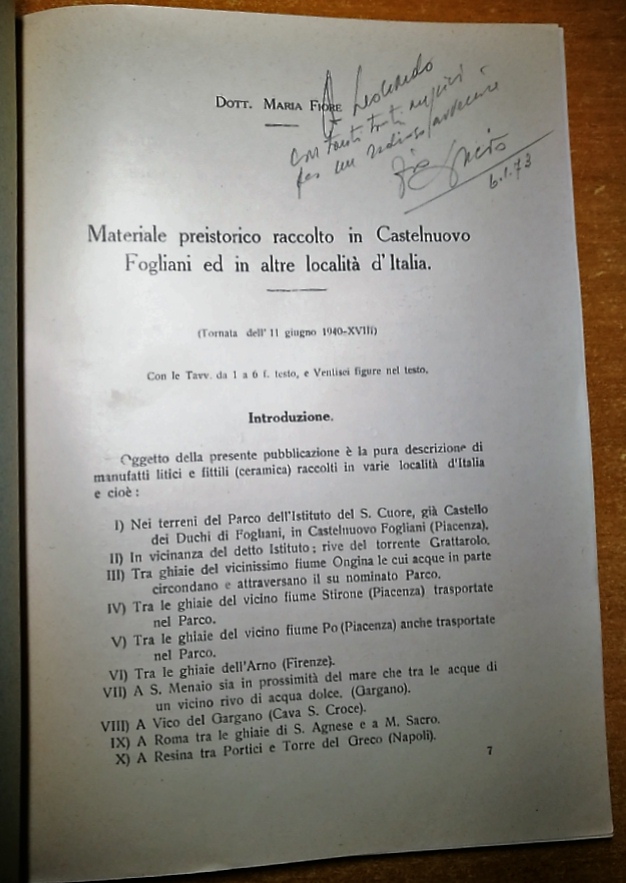 DOTT. MARIA FIORE
A Leonardo
con tanti tanti auguri
per un radioso avvenire
6.1.73
Materiale preistorico raccolto in Castelnuovo
Fogliani ed in altre località d'Italia.
(Tornata dell' 11 giugno 1940-XVIII)
Con le Tavv. da 1 a 6 f. testo, e Ventisei figure nel testo.
Introduzione.
Oggetto della presente pubblicazione è la pura descrizione di
manufatti litici e fittili (ceramica) raccolti in varie località d'Italia
e cioè :
I) Nei terreni del Parco dell'Istituto del S. Cuore, già Castello
dei Duchi di Fogliani, in Castelnuovo Fogliani (Piacenza).
II) In vicinanza del detto Istituto ; rive del torrente Grattarolo.
III) Tra ghiaie del vicinissimo fiume Ongina le cui acque in parte
circondano e attraversano il su nominato Parco.
IV) Tra le ghiaie del vicino fiume Stirone (Piacenza) trasportate
nel Parco.
V) Tra le ghiaie del vicino fiume Po (Piacenza) anche trasportate
nel Parco.
VI) Tra le ghiaie dell'Arno (Firenze).
VII) A S. Menaio sia in prossimità del mare che tra le acque di
un vicino rivo di acqua dolce. (Gargano).
VIII) A Vico del Gargano (Cava S. Croce).
IX) A Roma tra le ghiaie di S. Agnese e a M. Sacro.
X) A Resina tra Portici e Torre del Greco (Napoli).
7